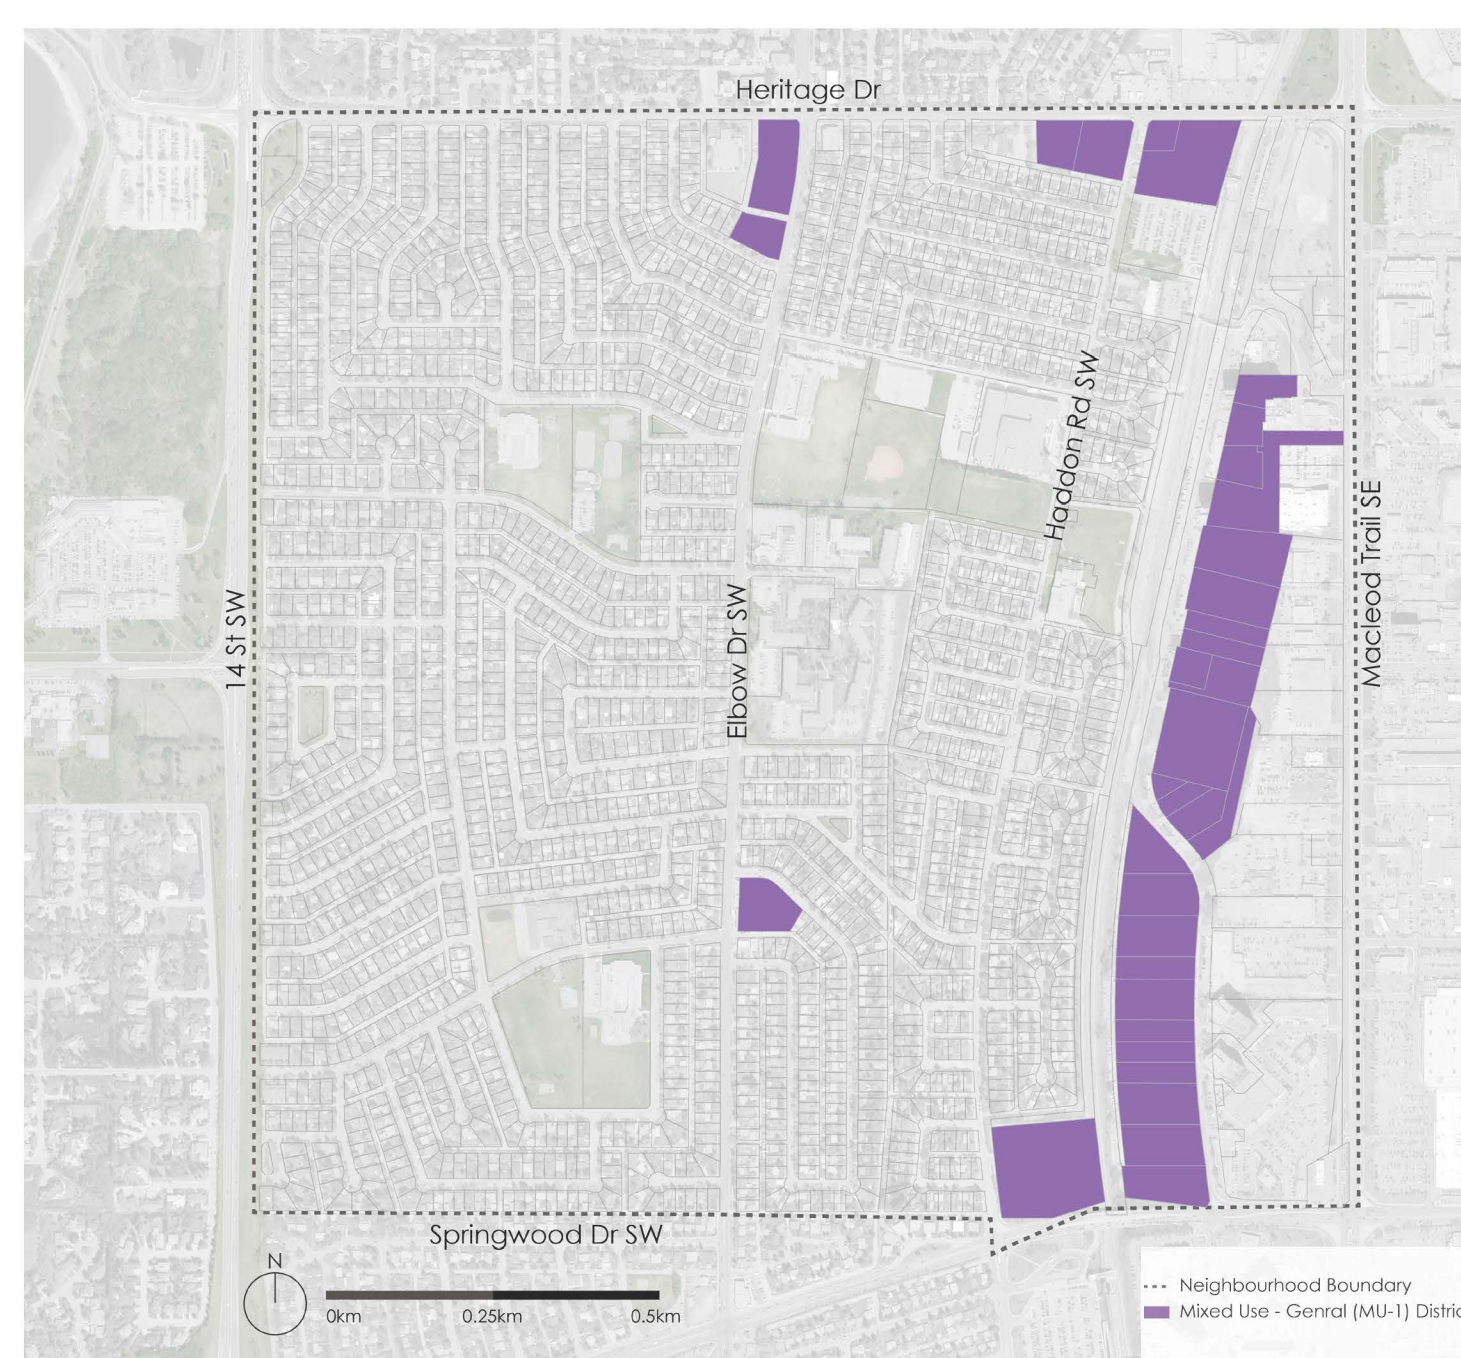 Heritage Dr
Haddon Rd SW
Macleod Trail SE
14 St SW
Elbow Dr SW
Springwood Dr SW
N
0km 0.25km 0.5km
Neighbourhood Boundary
Mixed Use - Genral (MU-1) Distric